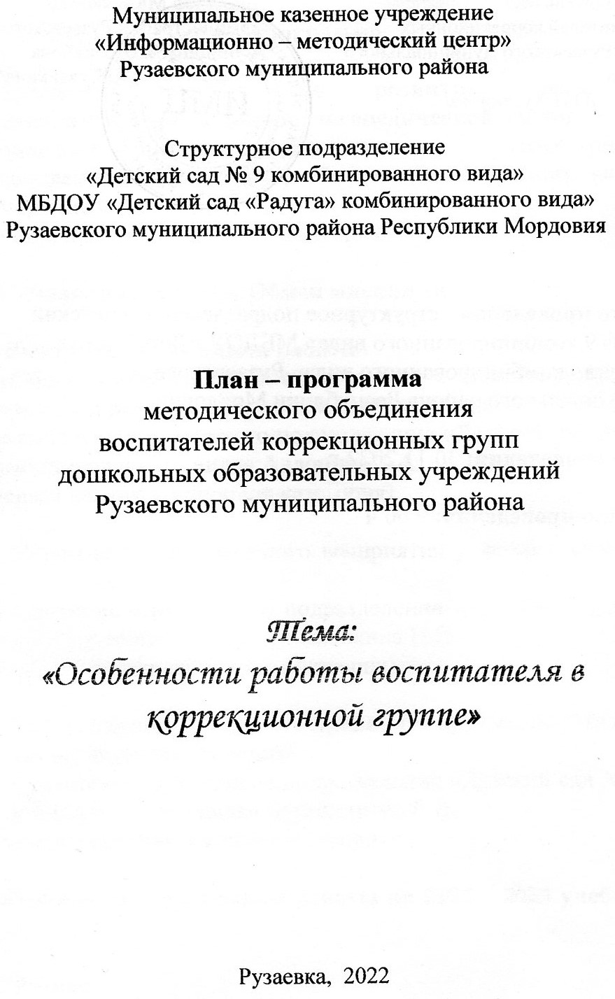 Муниципальное казенное учреждение
«Информационно – методический центр»
Рузаевского муниципального района
Структурное подразделение
«Детский сад № 9 комбинированного вида»
МБДОУ «Детский сад «Радуга» комбинированного вида»
Рузаевского муниципального района Республики Мордовия
План – программа
методического объединения
воспитателей коррекционных групп
дошкольных образовательных учреждений
Рузаевского муниципального района
Тема:
«Особенности работы воспитателя в
коррекционной группе»
Рузаевка, 2022